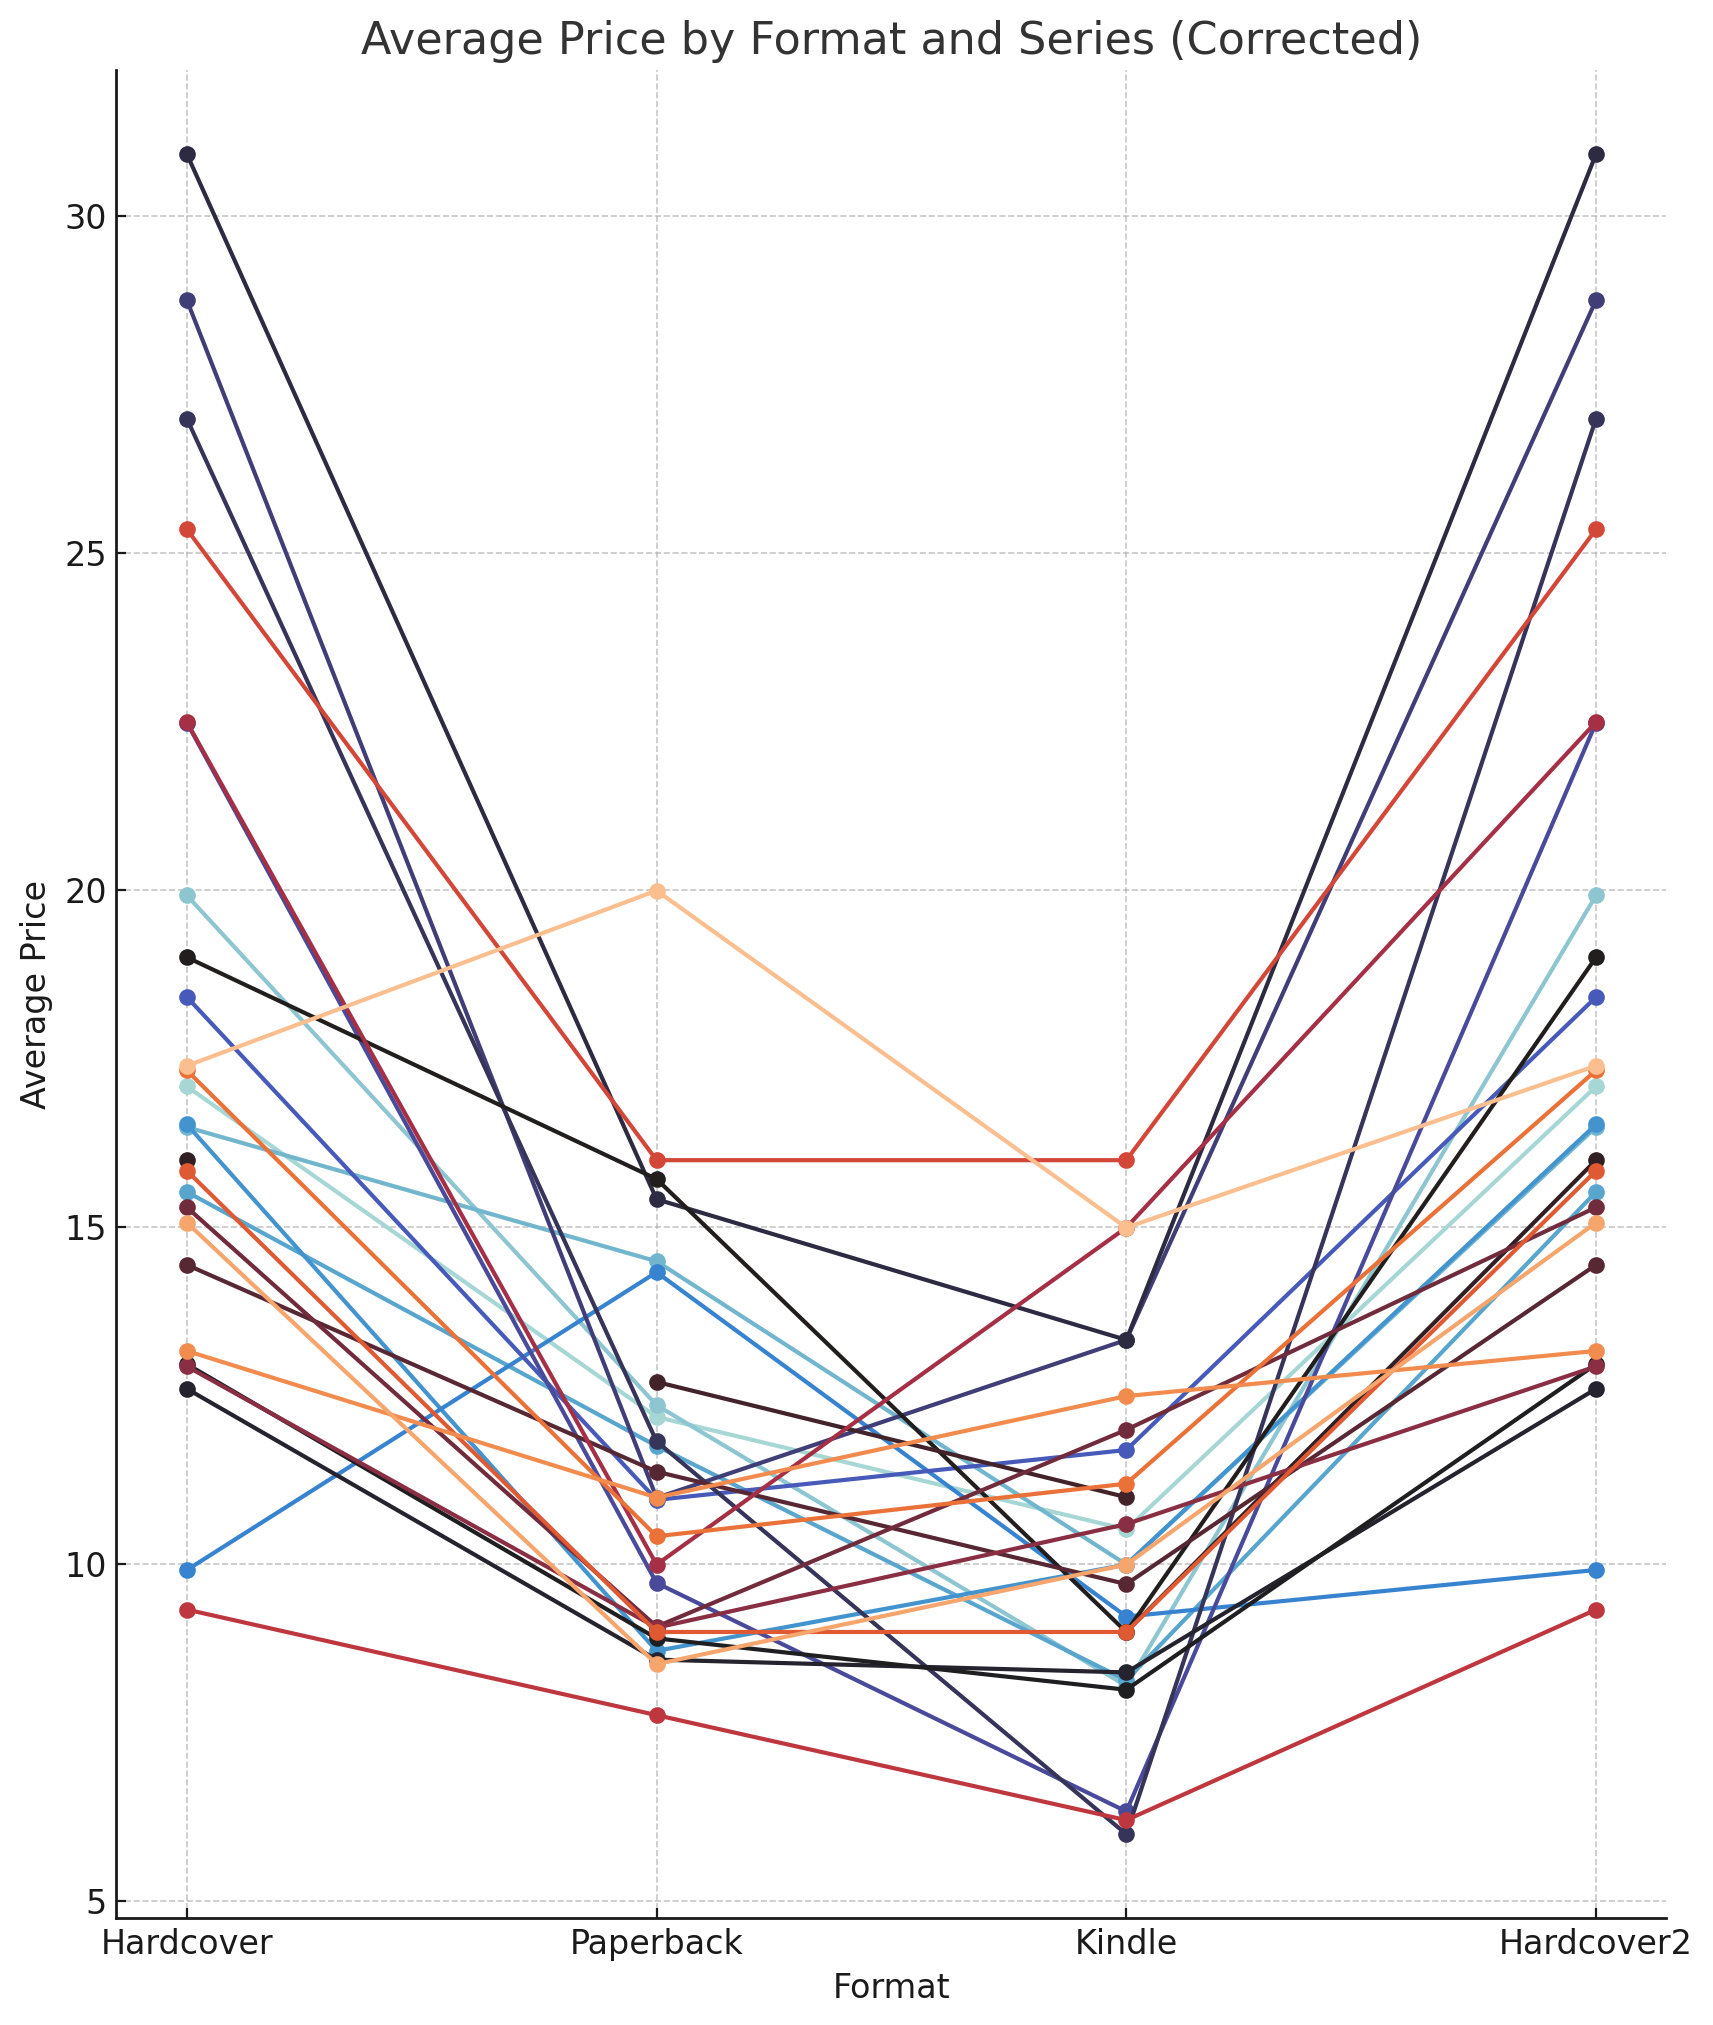 Average Price by Format and Series (Corrected)
30
25
20
15
10
5
Average Price
Hardcover
Paperback
Kindle
Hardcover2
Format